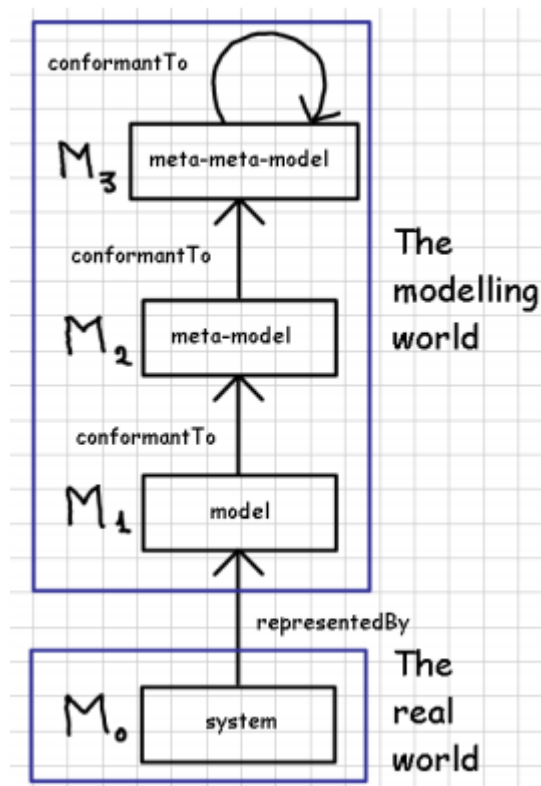 conformantTo
M3
meta-meta-model
conformantTo
The
modelling
world
M2
meta-model
conformantTo
M1
model
representedBy
The
real
world
M0
system